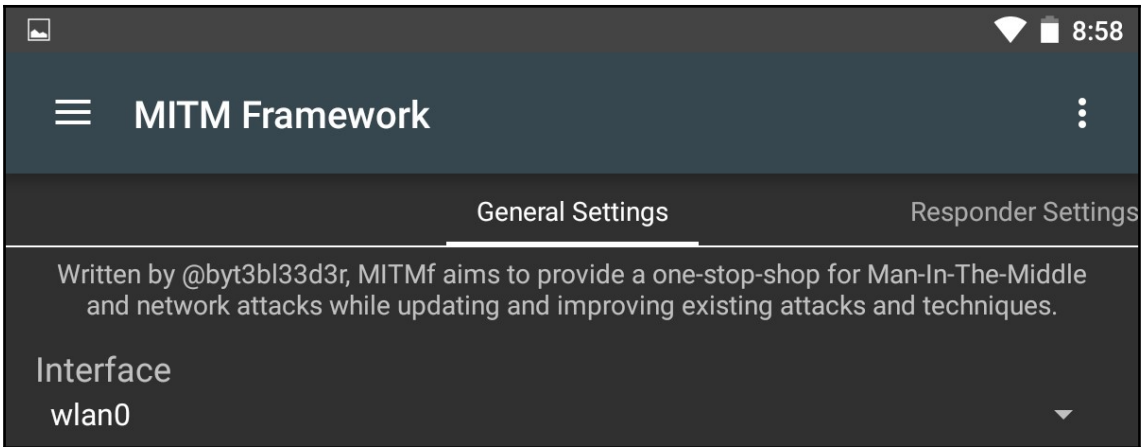 8:58
MITM Framework
General Settings
Responder Settings
Written by @byt3bl33d3r, MITMf aims to provide a one-stop-shop for Man-In-The-Middle
and network attacks while updating and improving existing attacks and techniques.
Interface
wlan0